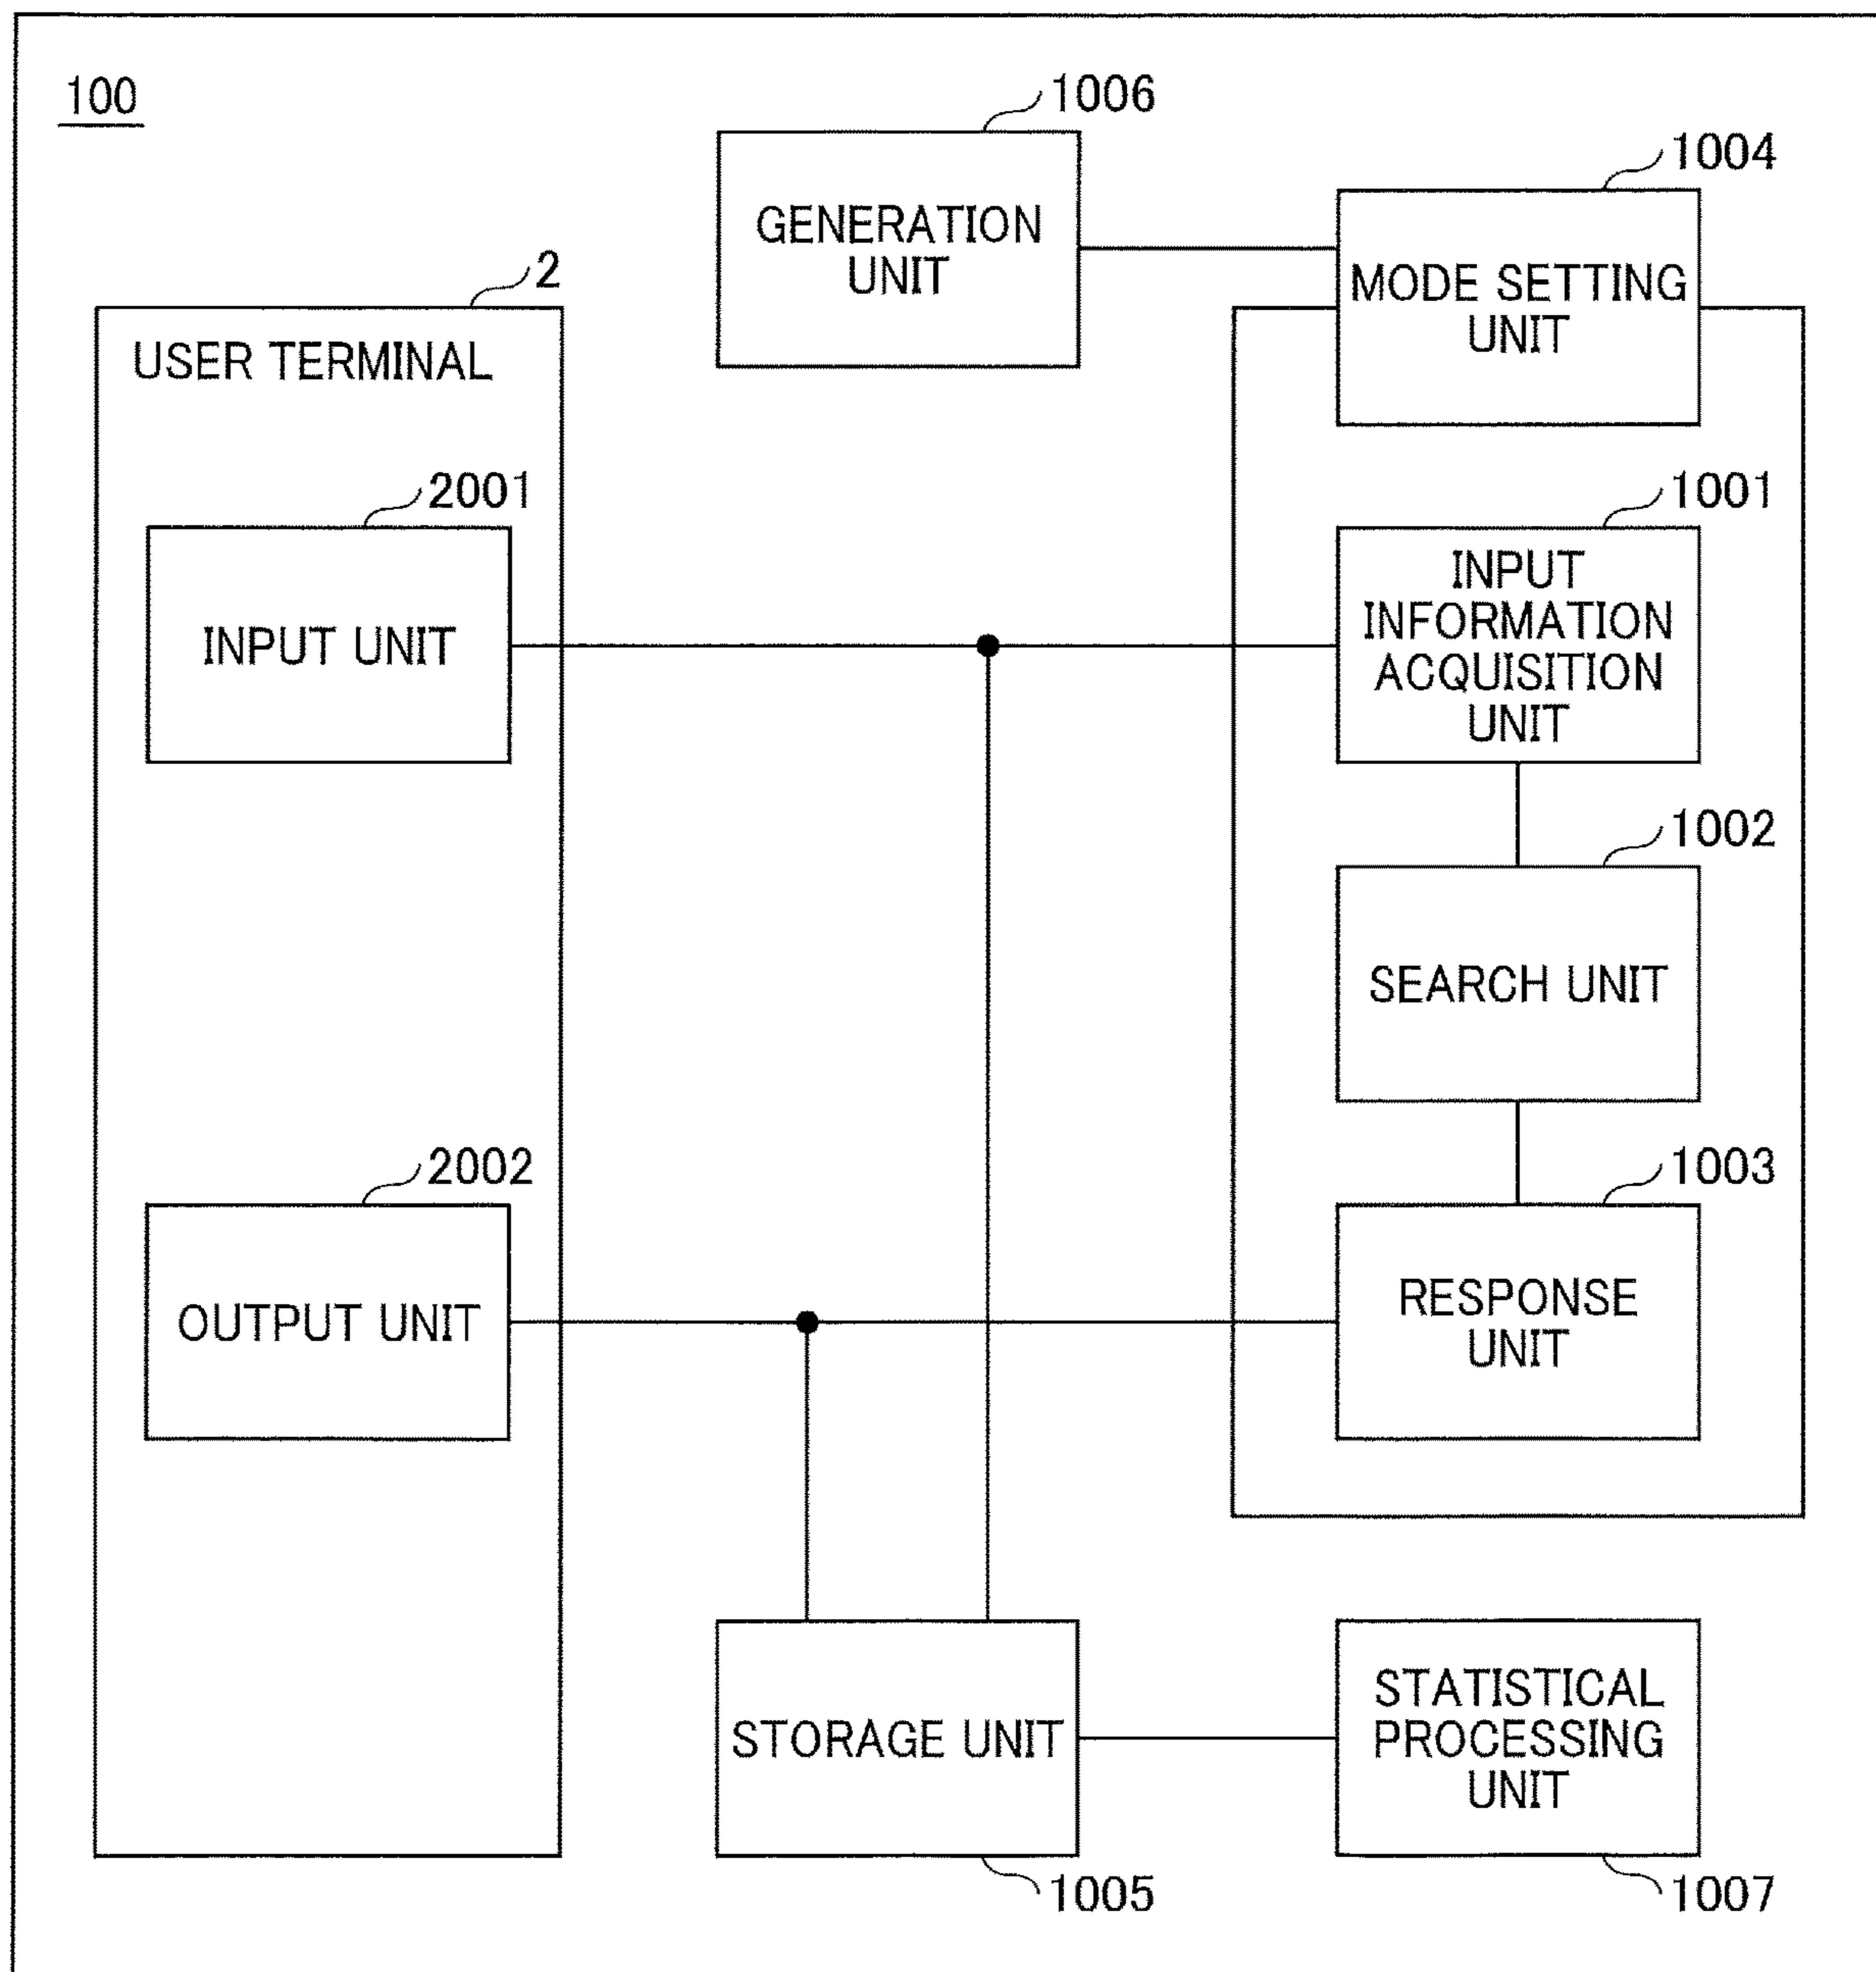 100
1006
GENERATION
UNIT
1004
MODE SETTING
UNIT
2
USER TERMINAL
2001
INPUT UNIT
1001
INPUT
INFORMATION
ACQUISITION
UNIT
1002
SEARCH UNIT
2002
OUTPUT UNIT
1003
RESPONSE
UNIT
STORAGE UNIT
1005
STATISTICAL
PROCESSING
UNIT
1007